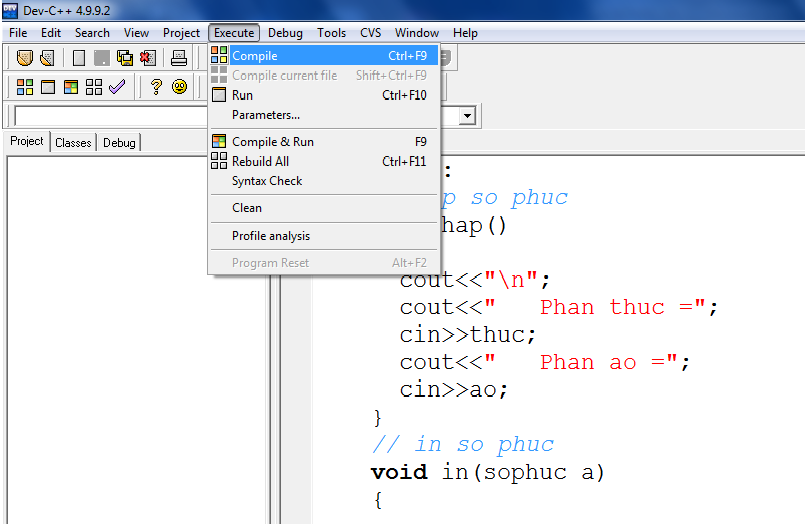 Dev-C++ 4.9.9.2
File Edit Search View Project Execute Debug Tools CVS Window Help
Compile Ctrl+F9
Compile current file Shift+Ctrl+F9
Run Ctrl+F10
Parameters...
Compile & Run F9
Rebuild All Ctrl+F11
Syntax Check
Clean
Profile analysis
Program Reset Alt+F2
Project Classes Debug
:
p so phuc
hap()
cout<<"\n";
cout<<"   Phan thuc =";
cin>>thuc;
cout<<"   Phan ao =";
cin>>ao;
}
// in so phuc
void in(sophuc a)
{